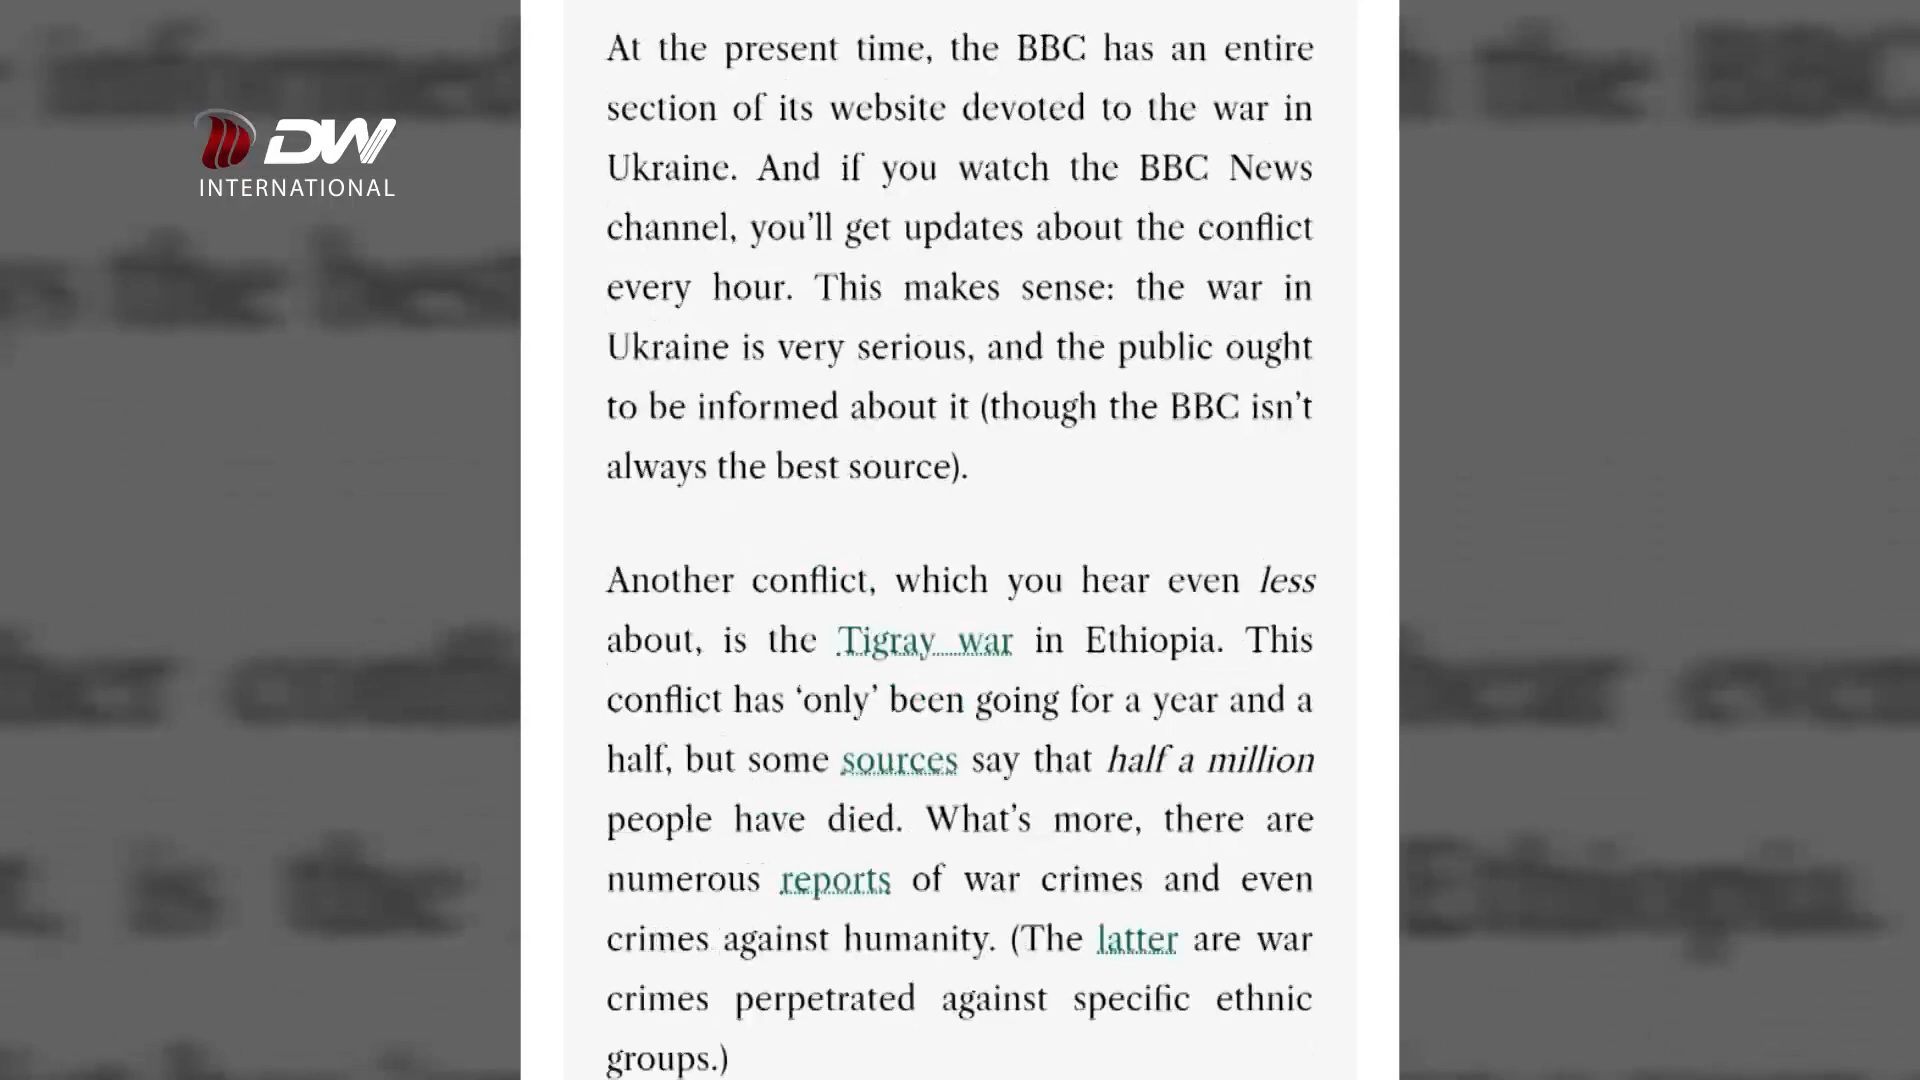 DW
INTERNATIONAL
At the present time, the BBC has an entire
section of its website devoted to the war in
Ukraine. And if you watch the BBC News
channel, you'll get updates about the conflict
every hour. This makes sense: the war in
Ukraine is very serious, and the public ought
to be informed about it (though the BBC isn't
always the best source).
Another conflict, which you hear even less
about, is the Tigray war in Ethiopia. This
conflict has ‘only’ been going for a year and a
half, but some sources say that half a million
people have died. What's more, there are
numerous reports of war crimes and even
crimes against humanity. (The latter are war
crimes perpetrated against specific ethnic
groups.)